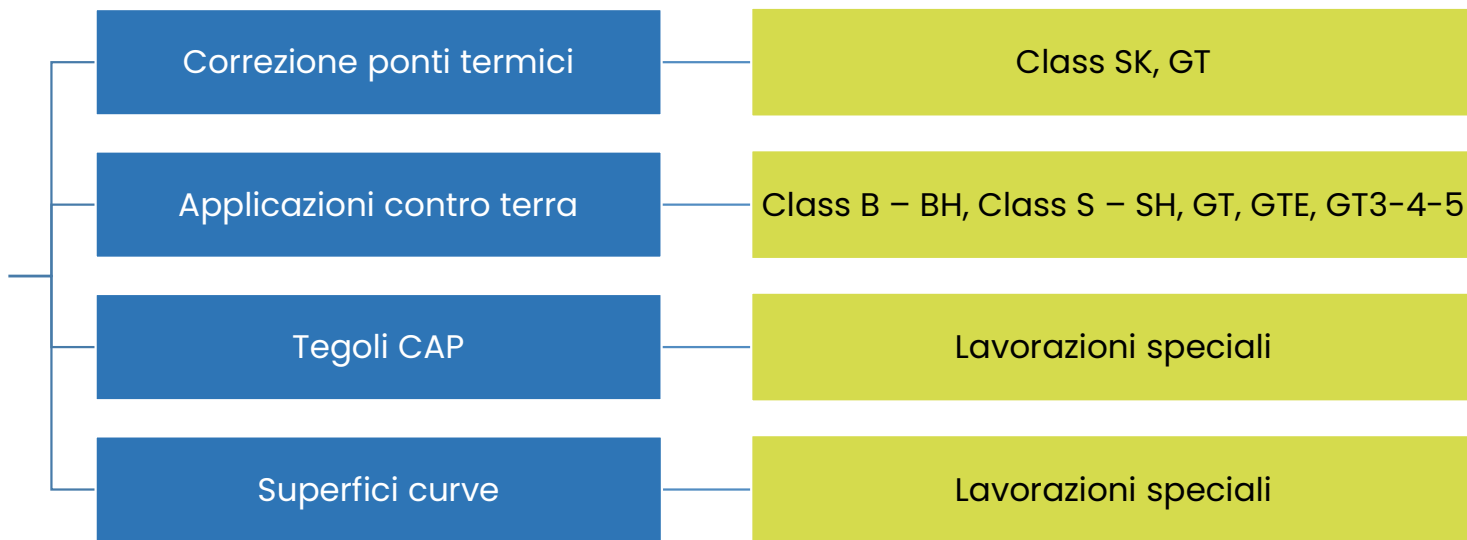 Correzione ponti termici
Class SK, GT
Applicazioni contro terra
Class B – BH, Class S – SH, GT, GTE, GT3-4-5
Tegoli CAP
Lavorazioni speciali
Superfici curve
Lavorazioni speciali